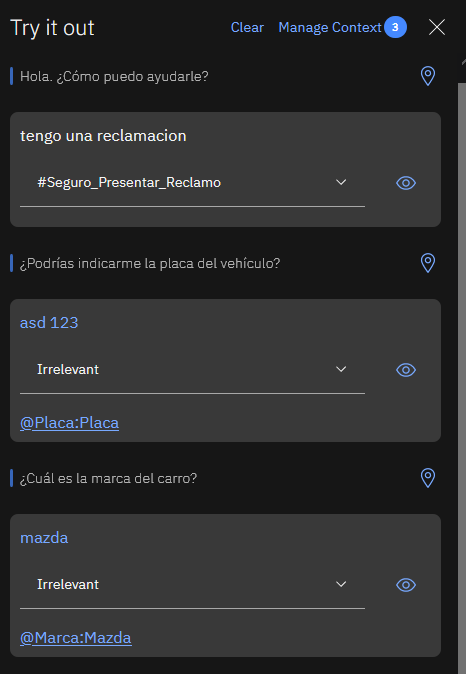 Try it out
Clear
Manage Context 3
Hola. ¿Cómo puedo ayudarle?
tengo una reclamacion
#Seguro_Presentar_Reclamo
¿Podrías indicarme la placa del vehículo?
asd 123
Irrelevant
@Placa:Placa
¿Cuál es la marca del carro?
mazda
Irrelevant
@Marca:Mazda